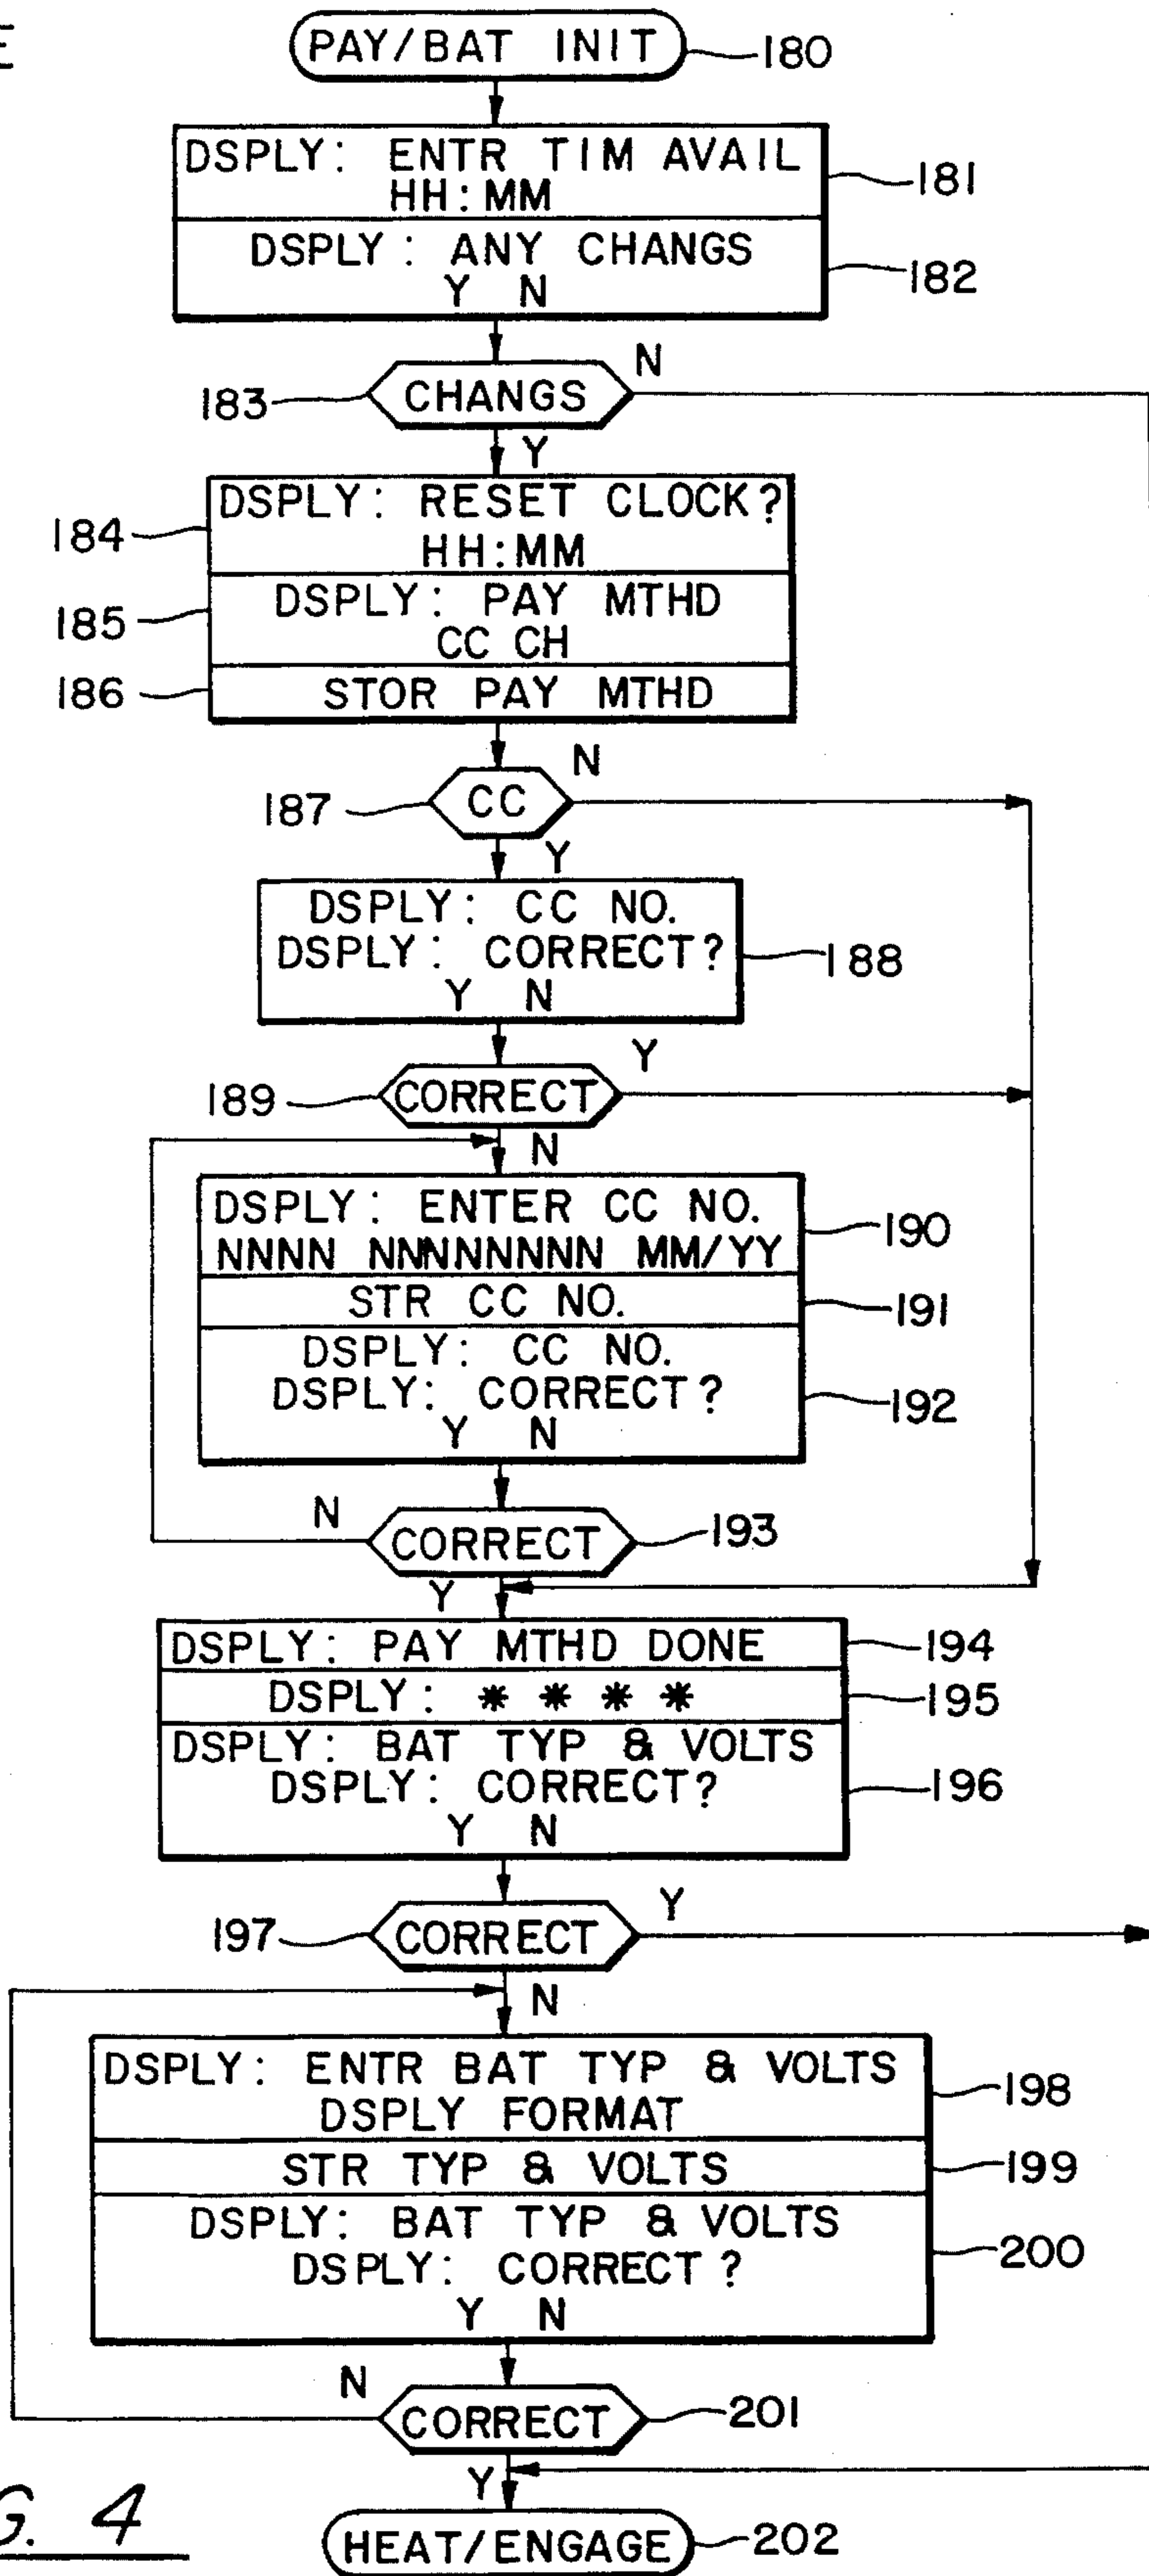 E
PAY/BAT INIT
180
DSPLY: ENTR TIM AVAIL
HH:MM
181
DSPLY: ANY CHANGS
Y N
182
CHANGS
N
183
Y
DSPLY: RESET CLOCK?
HH:MM
184
DSPLY: PAY MTHD
CC CH
185
STOR PAY MTHD
186
N
CC
187
Y
DSPLY: CC NO.
DSPLY: CORRECT?
Y N
188
Y
CORRECT
189
N
DSPLY: ENTER CC NO.
NNNN NNNNNNNN MM/YY
190
STR CC NO.
191
DSPLY: CC NO.
DSPLY: CORRECT?
Y N
192
N
CORRECT
193
Y
DSPLY: PAY MTHD DONE
194
DSPLY: * * * *
195
DSPLY: BAT TYP & VOLTS
DSPLY: CORRECT?
Y N
196
Y
CORRECT
197
N
DSPLY: ENTR BAT TYP & VOLTS
DSPLY FORMAT
198
STR TYP & VOLTS
199
DSPLY: BAT TYP & VOLTS
DSPLY: CORRECT?
Y N
200
N
CORRECT
201
Y
HEAT/ENGAGE
202
G. 4